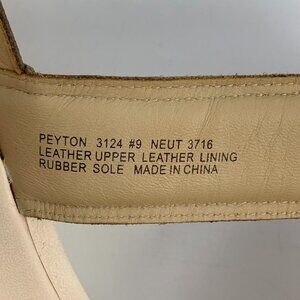 PEYTON 3124 #9 NEUT 3716
LEATHER UPPER LEATHER LINING
RUBBER SOLE MADE IN CHINA